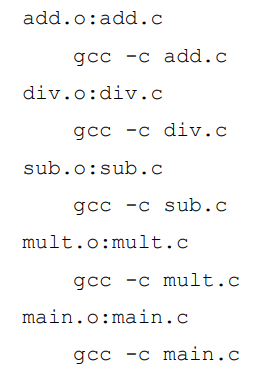 add.o:add.c
    gcc -c add.c
div.o:div.c
    gcc -c div.c
sub.o:sub.c
    gcc -c sub.c
mult.o:mult.c
    gcc -c mult.c
main.o:main.c
    gcc -c main.c